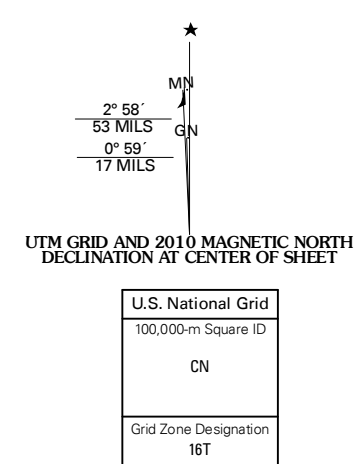 MN
2° 58´
53 MILS
GN
0° 59´
17 MILS
UTM GRID AND 2010 MAGNETIC NORTH
DECLINATION AT CENTER OF SHEET
U.S. National Grid
100,000-m Square ID
CN
Grid Zone Designation
16T